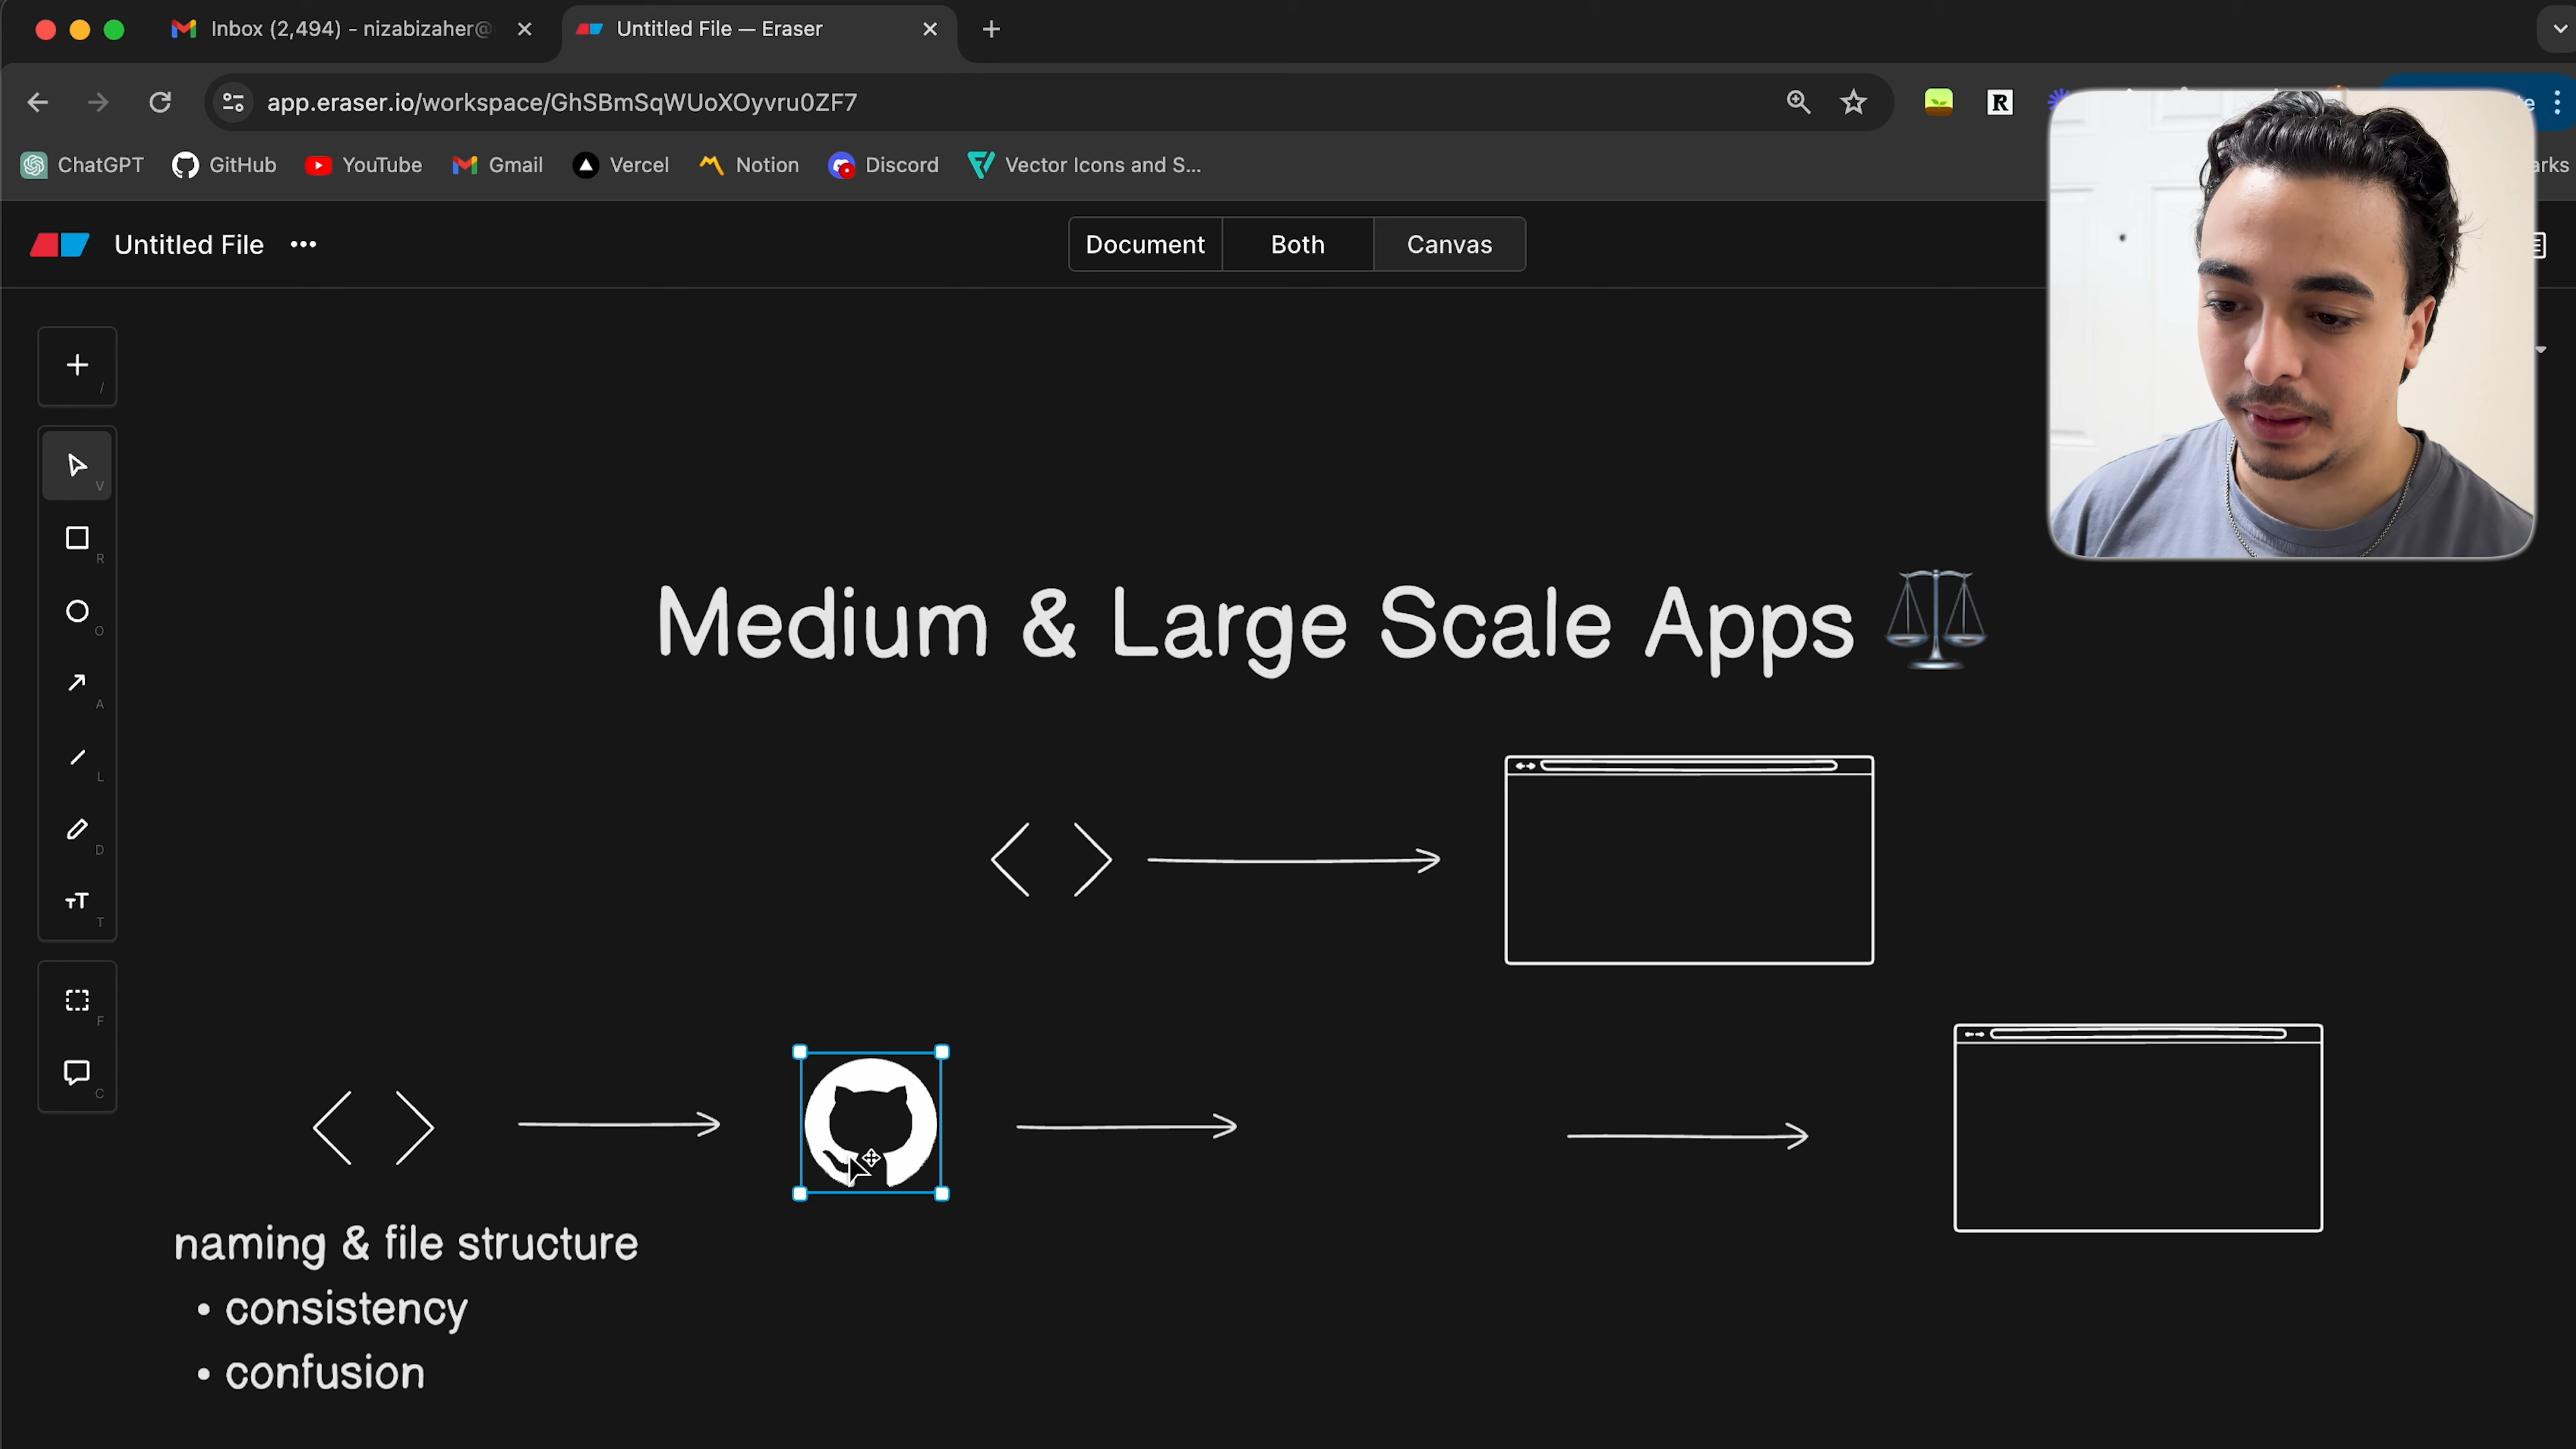 Inbox (2,494) - nizabizaher@
Untitled File — Eraser
app.eraser.io/workspace/GhSBmSqWUoXOyvru0ZF7
ChatGPT
GitHub
YouTube
Gmail
Vercel
Notion
Discord
Vector Icons and S...
Untitled File
Document
Both
Canvas
/
V
R
O
A
L
D
T
F
C
Medium & Large Scale Apps
naming & file structure
• consistency
• confusion